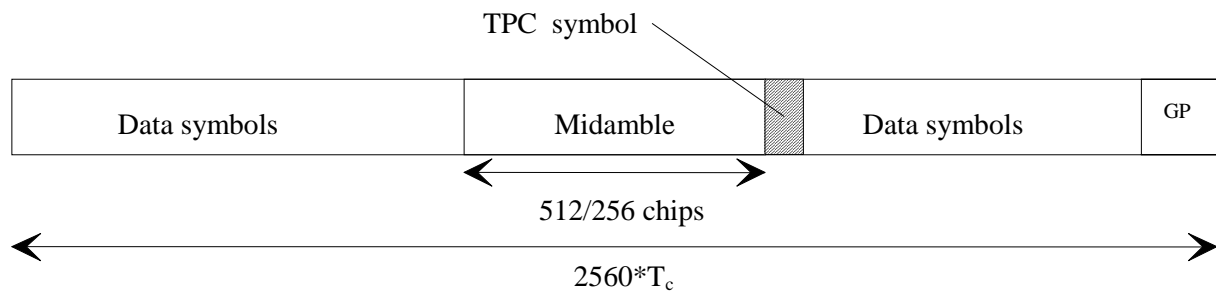 TPC symbol
Data symbols
Midamble
Data symbols
GP
512/256 chips
2560*Tc